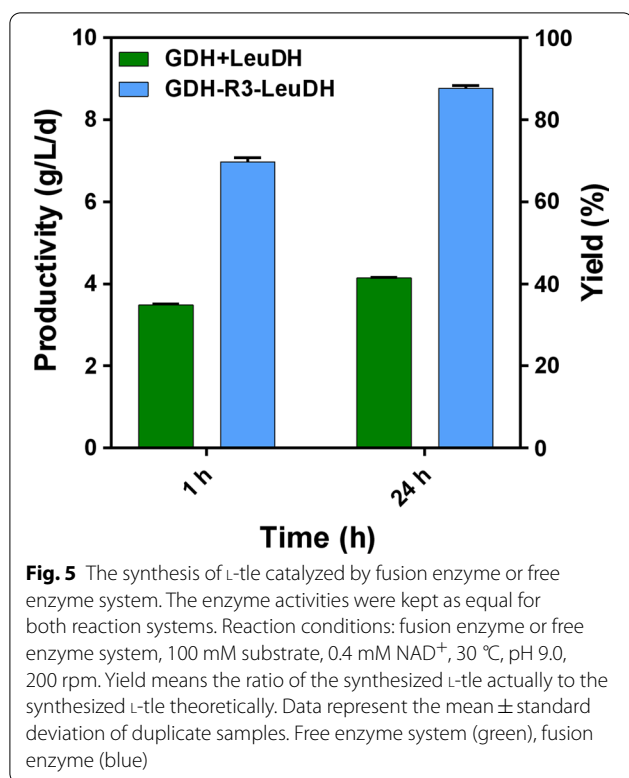 10
8
6
4
2
0
Productivity (g/L/d)
GDH+LeuDH
GDH-R3-LeuDH
100
80
60
40
20
0
Yield (%)
1 h
24 h
Time (h)
Fig. 5 The synthesis of L-tle catalyzed by fusion enzyme or free
enzyme system. The enzyme activities were kept as equal for
both reaction systems. Reaction conditions: fusion enzyme or free
enzyme system, 100 mM substrate, 0.4 mM NAD⁺, 30 °C, pH 9.0,
200 rpm. Yield means the ratio of the synthesized L-tle actually to the
synthesized L-tle theoretically. Data represent the mean ± standard
deviation of duplicate samples. Free enzyme system (green), fusion
enzyme (blue)